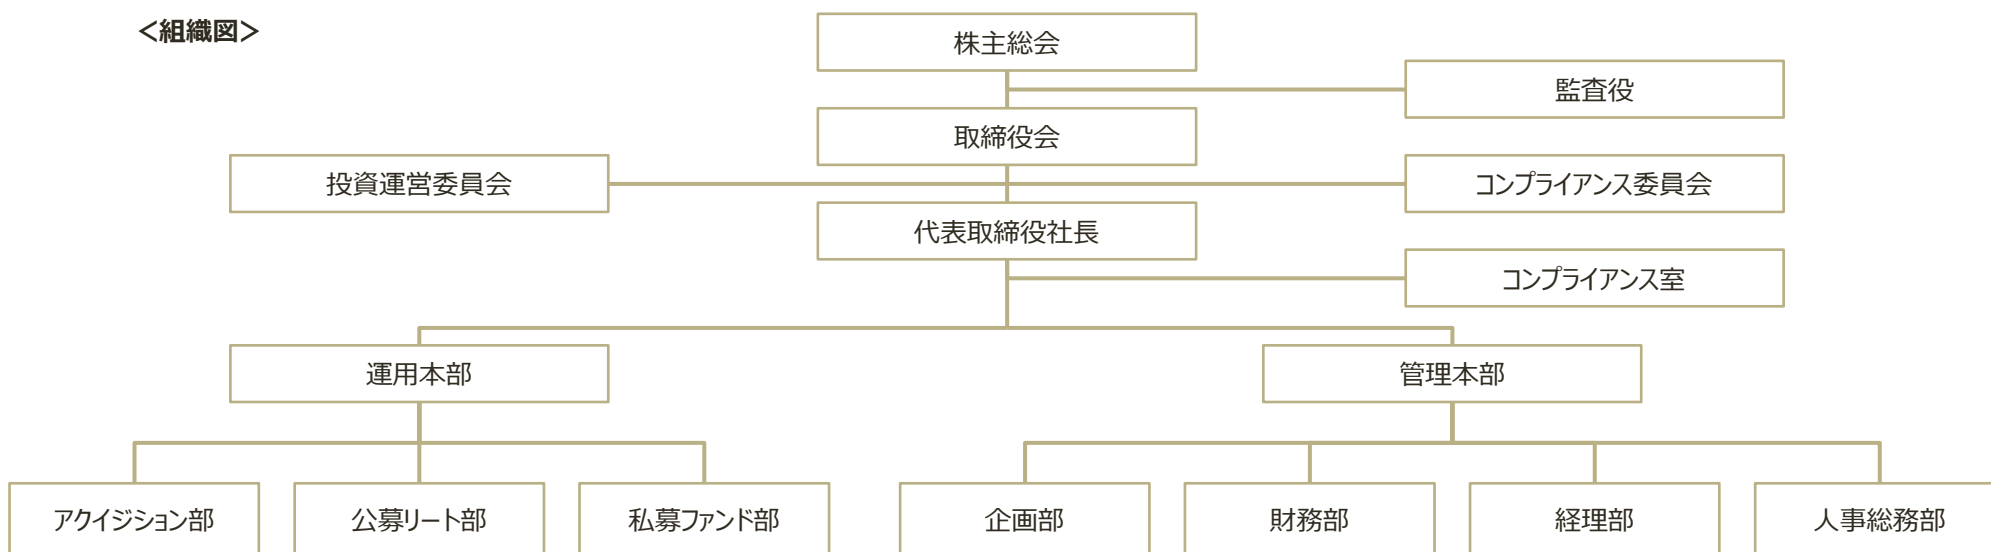 ＜組織図＞
株主総会
監査役
取締役会
投資運営委員会
コンプライアンス委員会
代表取締役社長
コンプライアンス室
運用本部
管理本部
アクイジション部
公募リート部
私募ファンド部
企画部
財務部
経理部
人事総務部